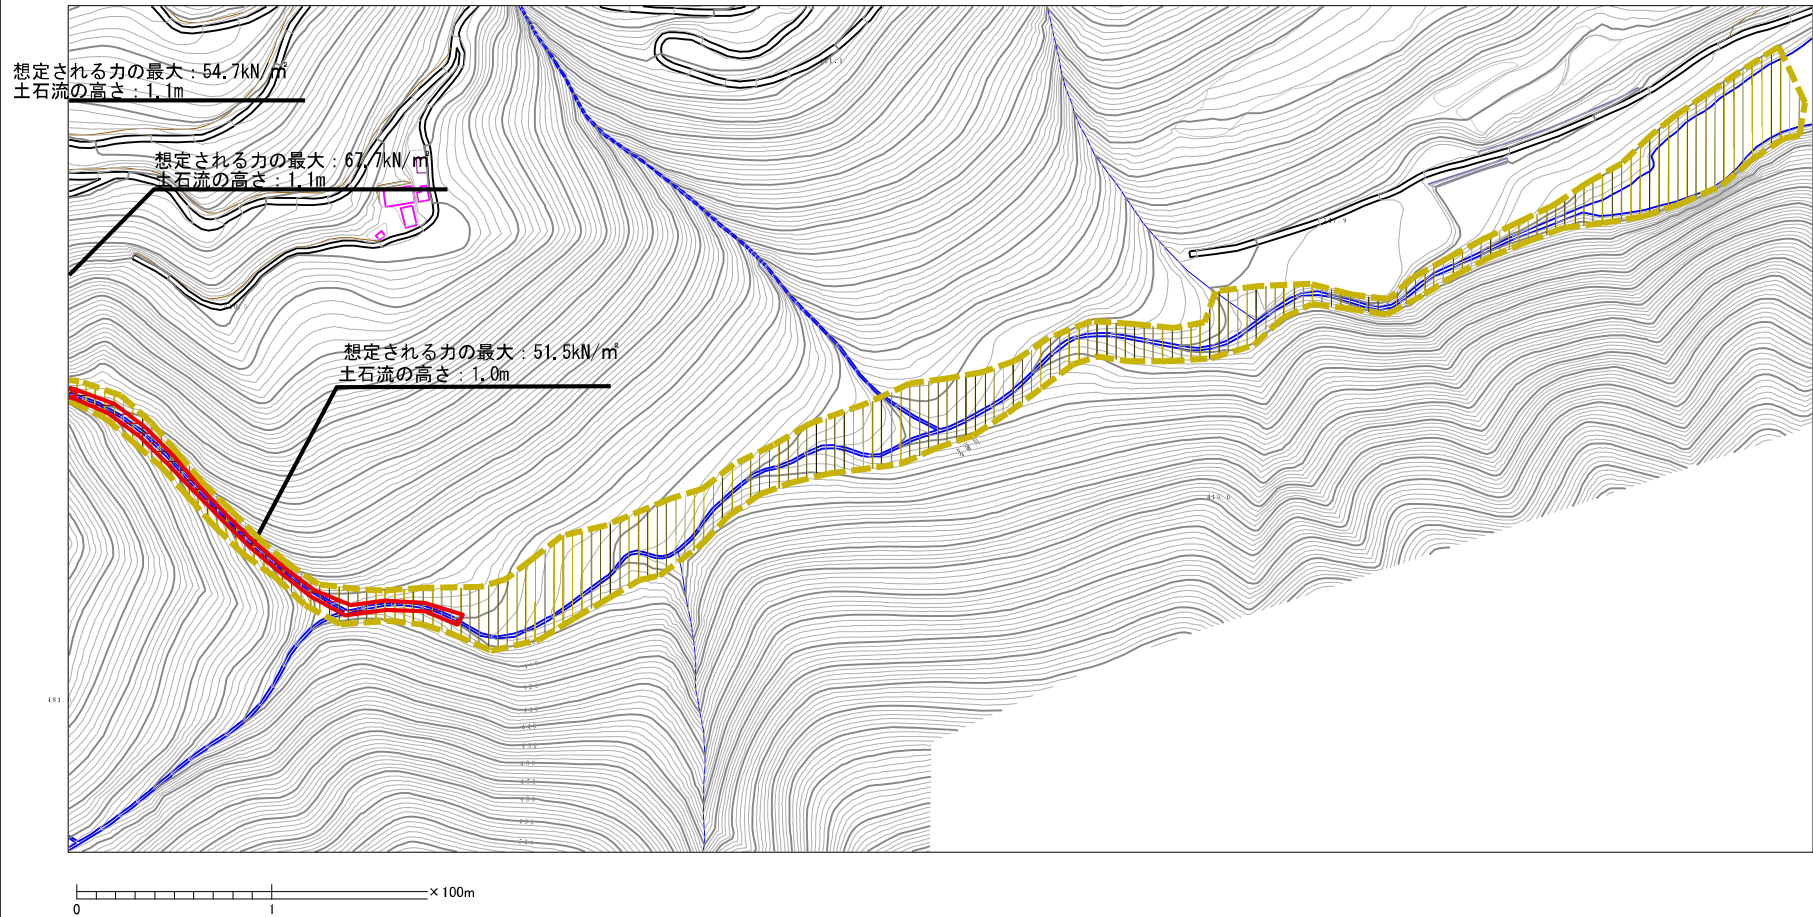 想定される力の最大：54.7kN/㎡
土石流の高さ：1.1m
想定される力の最大：67.7kN/㎡
土石流の高さ：1.1m
想定される力の最大：51.5kN/㎡
土石流の高さ：1.0m
419.0
×100m
0 1